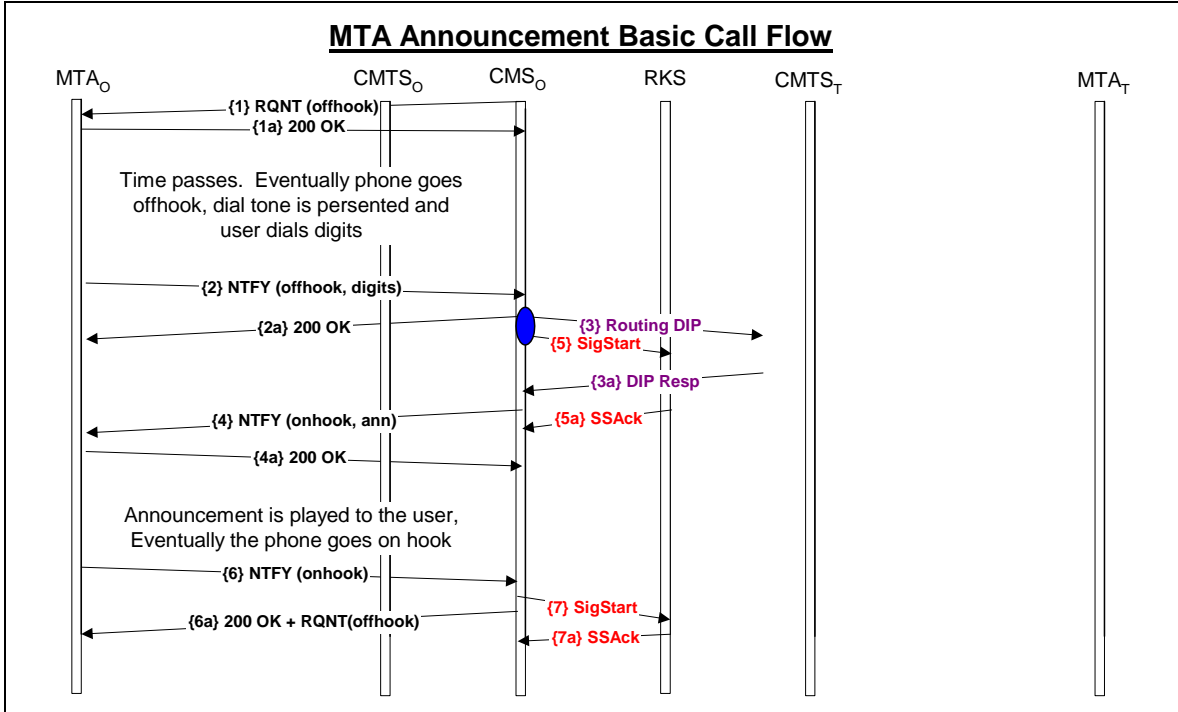 MTA Announcement Basic Call Flow
MTAO
CMTSO
CMSO
RKS
CMTST
MTAT
{1} RQNT (offhook)
{1a} 200 OK
Time passes. Eventually phone goes
offhook, dial tone is persented and
user dials digits
{2} NTFY (offhook, digits)
{2a} 200 OK
{3} Routing DIP
{5} SigStart
{3a} DIP Resp
{4} NTFY (onhook, ann)
{5a} SSAck
{4a} 200 OK
Announcement is played to the user,
Eventually the phone goes on hook
{6} NTFY (onhook)
{7} SigStart
{6a} 200 OK + RQNT(offhook)
{7a} SSAck